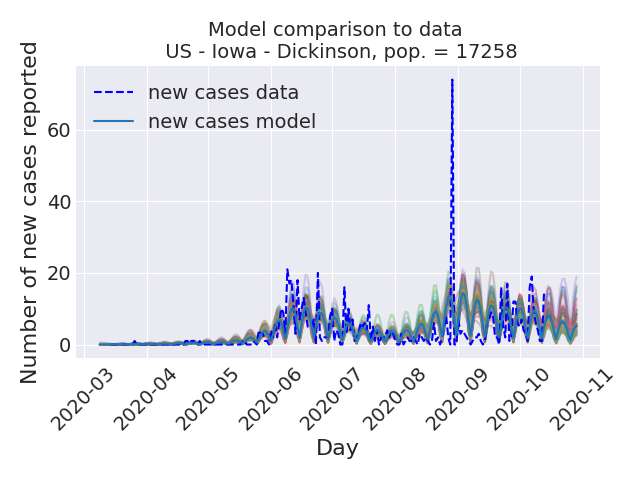 Model comparison to data
US - Iowa - Dickinson, pop. = 17258
new cases data
new cases model
Number of new cases reported
60
40
20
0
2020-03
2020-04
2020-05
2020-06
2020-07
2020-08
2020-09
2020-10
2020-11
Day